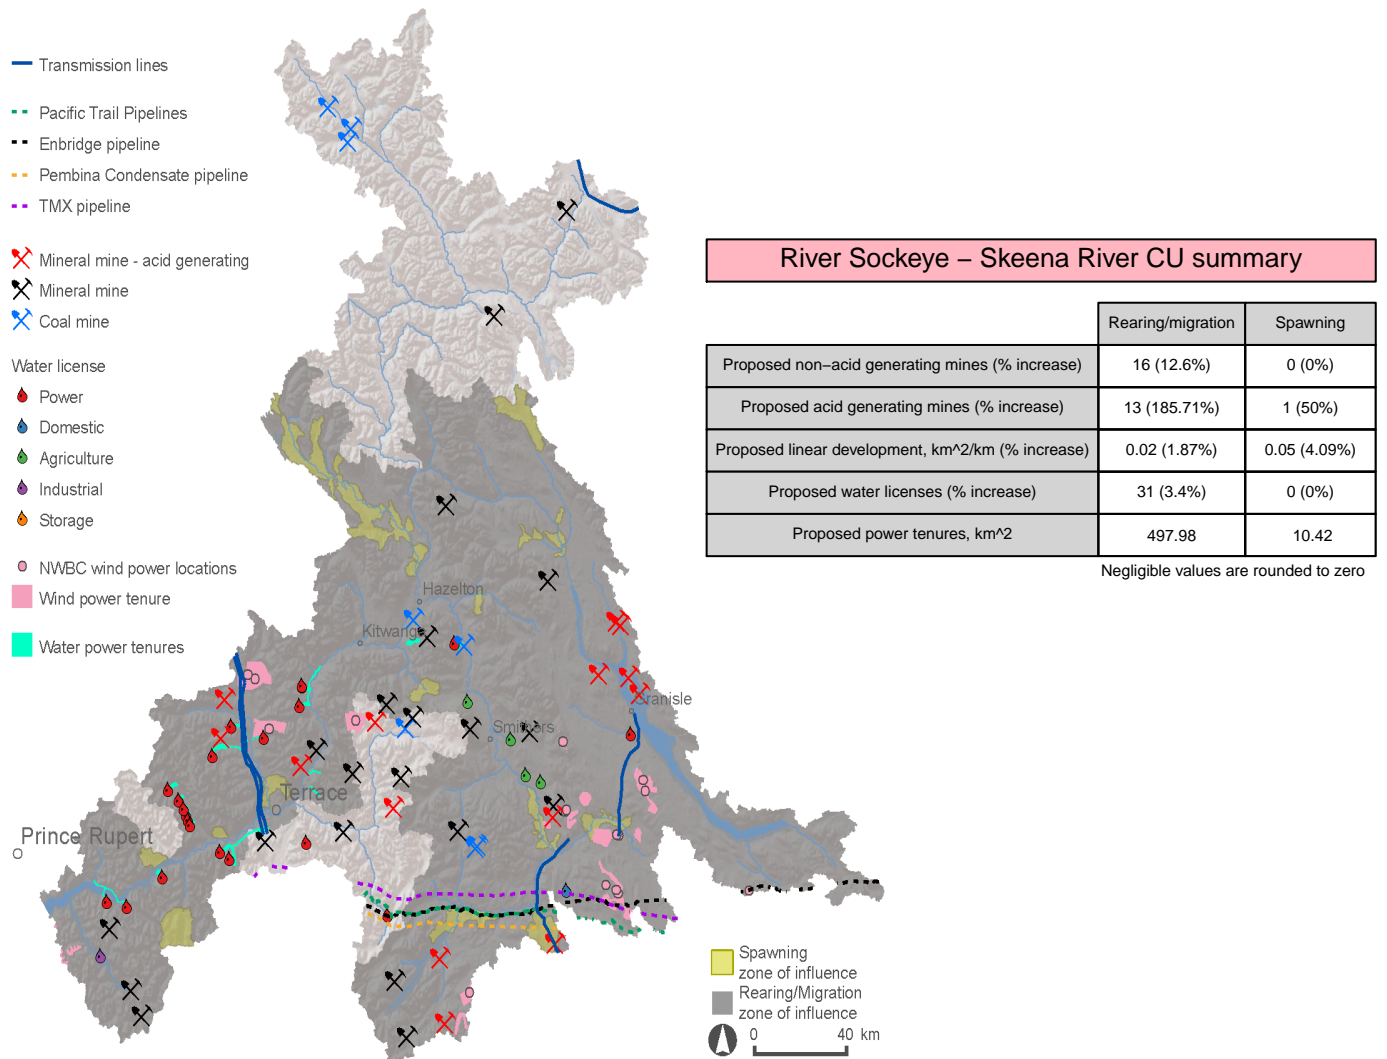 Transmission lines
Pacific Trail Pipelines
Enbridge pipeline
Pembina Condensate pipeline
TMX pipeline
Mineral mine - acid generating
Mineral mine
Coal mine
Water license
Power
Domestic
Agriculture
Industrial
Storage
NWBC wind power locations
Wind power tenure
Water power tenures
River Sockeye – Skeena River CU summary
Rearing/migration Spawning
Proposed non–acid generating mines (% increase) 16 (12.6%) 0 (0%)
Proposed acid generating mines (% increase) 13 (185.71%) 1 (50%)
Proposed linear development, km^2/km (% increase) 0.02 (1.87%) 0.05 (4.09%)
Proposed water licenses (% increase) 31 (3.4%) 0 (0%)
Proposed power tenures, km^2 497.98 10.42
Negligible values are rounded to zero
Hazelton
Kitwanga
Granisle
Smithers
Terrace
Prince Rupert
Spawning
zone of influence
Rearing/Migration
zone of influence
0 40 km